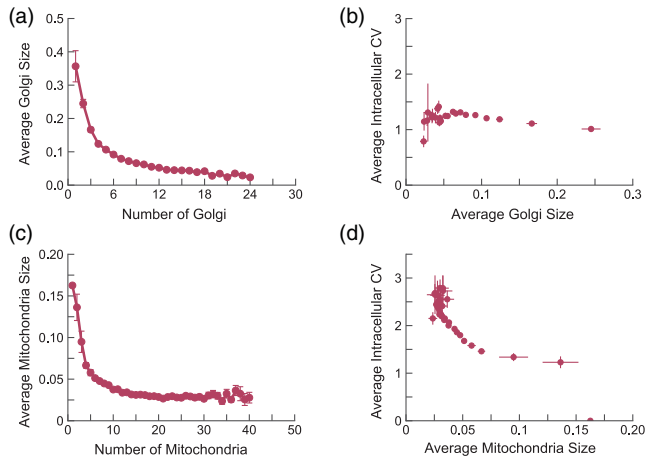 (a)
0.5
0.4
0.3
0.2
0.1
0.0
0 6 12 18 24 30
Average Golgi Size
Number of Golgi
(b)
3
2
1
0
0.0 0.1 0.2 0.3
Average Intracellular CV
Average Golgi Size
(c)
0.20
0.15
0.10
0.05
0.00
0 10 20 30 40 50
Average Mitochondria Size
Number of Mitochondria
(d)
3
2
1
0
0.00 0.05 0.10 0.15 0.20
Average Intracellular CV
Average Mitochondria Size